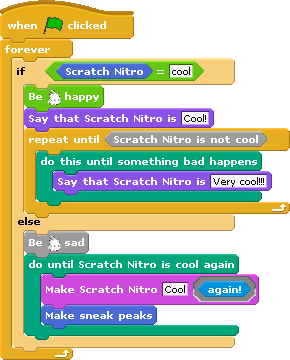 when clicked
forever
if Scratch Nitro = cool
Be happy
Say that Scratch Nitro is Cool!
repeat until Scratch Nitro is not cool
do this until something bad happens
Say that Scratch Nitro is Very cool!!!
else
Be sad
do until Scratch Nitro is cool again
Make Scratch Nitro Cool again!
Make sneak peaks